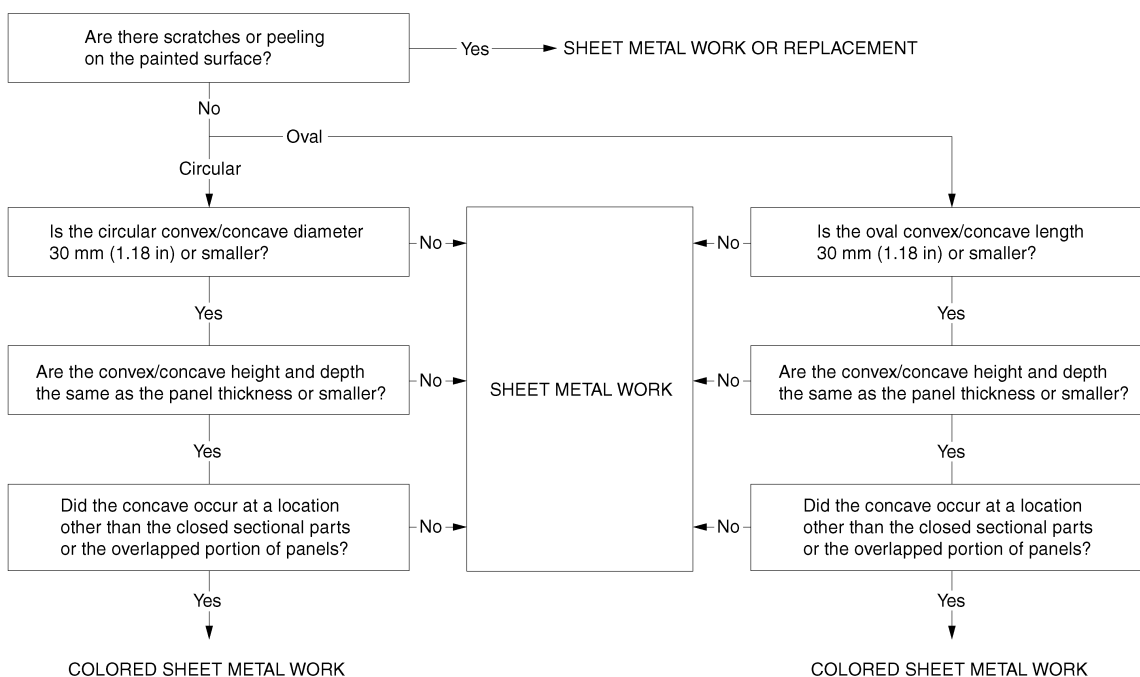 Are there scratches or peeling
on the painted surface?
Yes
SHEET METAL WORK OR REPLACEMENT
No
Oval
Circular
Is the circular convex/concave diameter
30 mm (1.18 in) or smaller?
No
No
Is the oval convex/concave length
30 mm (1.18 in) or smaller?
Yes
Yes
Are the convex/concave height and depth
the same as the panel thickness or smaller?
No
SHEET METAL WORK
No
Are the convex/concave height and depth
the same as the panel thickness or smaller?
Yes
Yes
Did the concave occur at a location
other than the closed sectional parts
or the overlapped portion of panels?
No
No
Did the concave occur at a location
other than the closed sectional parts
or the overlapped portion of panels?
Yes
Yes
COLORED SHEET METAL WORK
COLORED SHEET METAL WORK